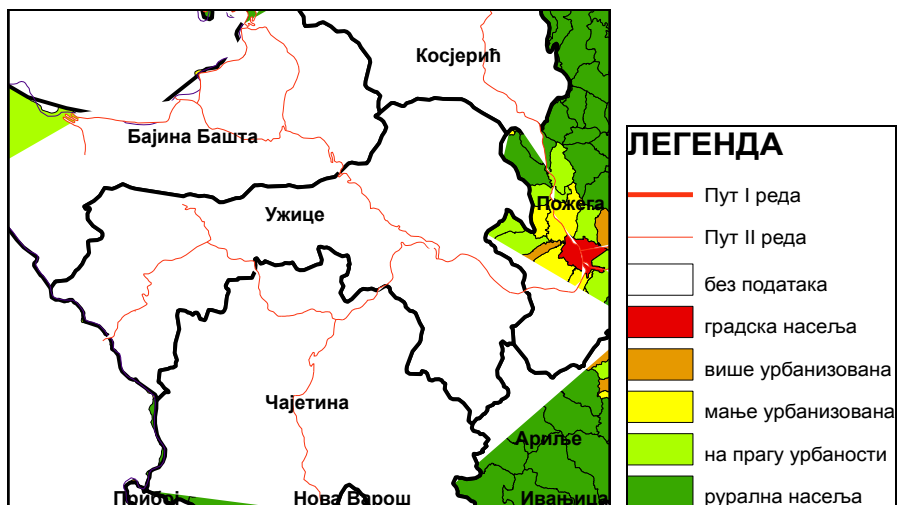 Косјерић
Бајина Башта
Ужице
Пожега
Чајетина
Ариље
Прибој
Нова Варош
Ивањица
ЛЕГЕНДА
Пут I реда
Пут II реда
без података
градска насеља
више урбанизована
мање урбанизована
на прагу урбаности
рурална насеља